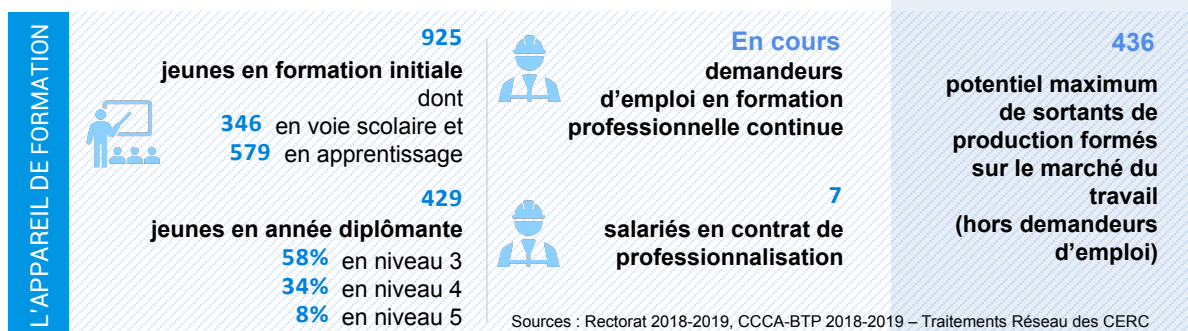 L'APPAREIL DE FORMATION
925
jeunes en formation initiale
dont
346 en voie scolaire et
579 en apprentissage
429
jeunes en année diplômante
58% en niveau 3
34% en niveau 4
8% en niveau 5
En cours
demandeurs
d'emploi en formation
professionnelle continue
7
salariés en contrat de
professionnalisation
436
potentiel maximum
de sortants de
production formés
sur le marché du
travail
(hors demandeurs
d'emploi)
Sources : Rectorat 2018-2019, CCCA-BTP 2018-2019 – Traitements Réseau des CERC